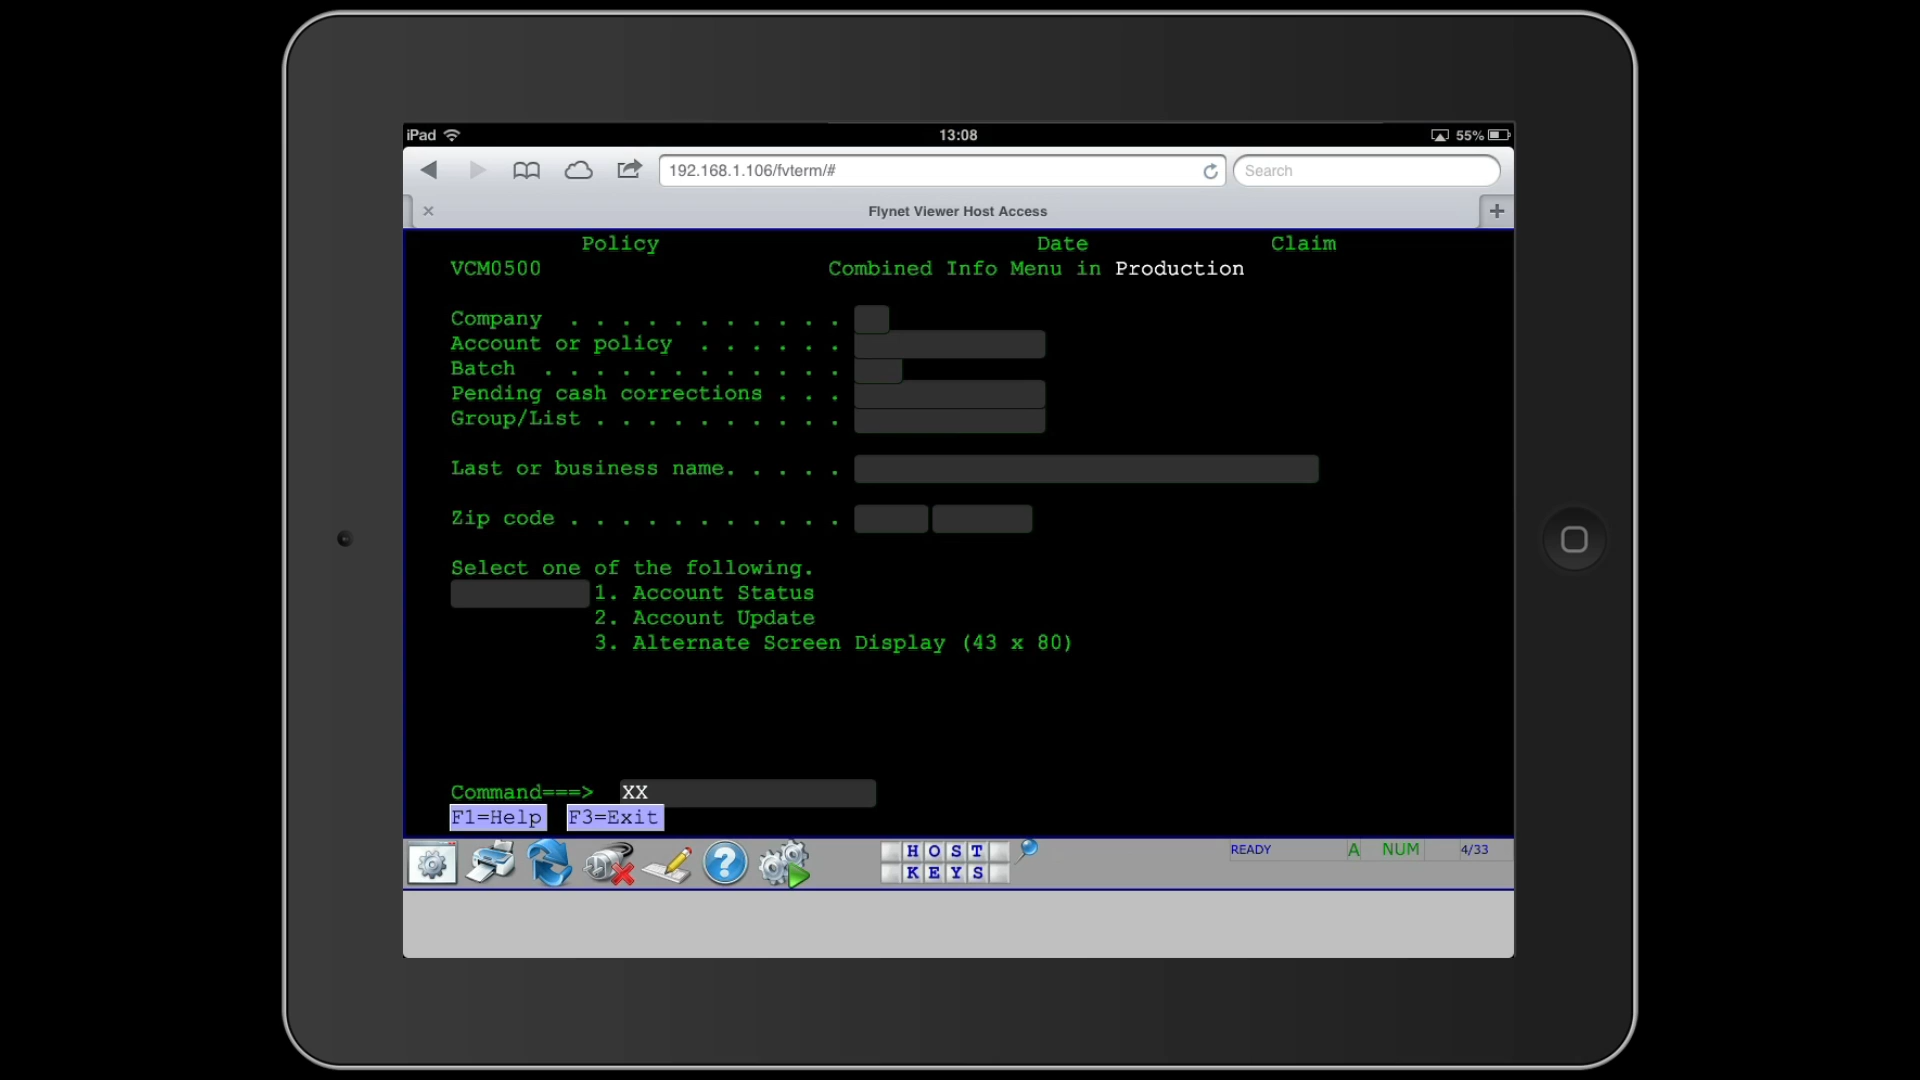 iPad 13:08 55%
192.168.1.106/fvterm/# Search
Flynet Viewer Host Access
Policy Date Claim
VCM0500 Combined Info Menu in Production
Company . . . . . . . . . . .
Account or policy . . . . . .
Batch . . . . . . . . . . . .
Pending cash corrections . . .
Group/List . . . . . . . . . .
Last or business name. . . . .
Zip code . . . . . . . . . . .
Select one of the following.
1. Account Status
2. Account Update
3. Alternate Screen Display (43 x 80)
Command===> XX
F1=Help F3=Exit
HOST READY A NUM 4/33
KEYS